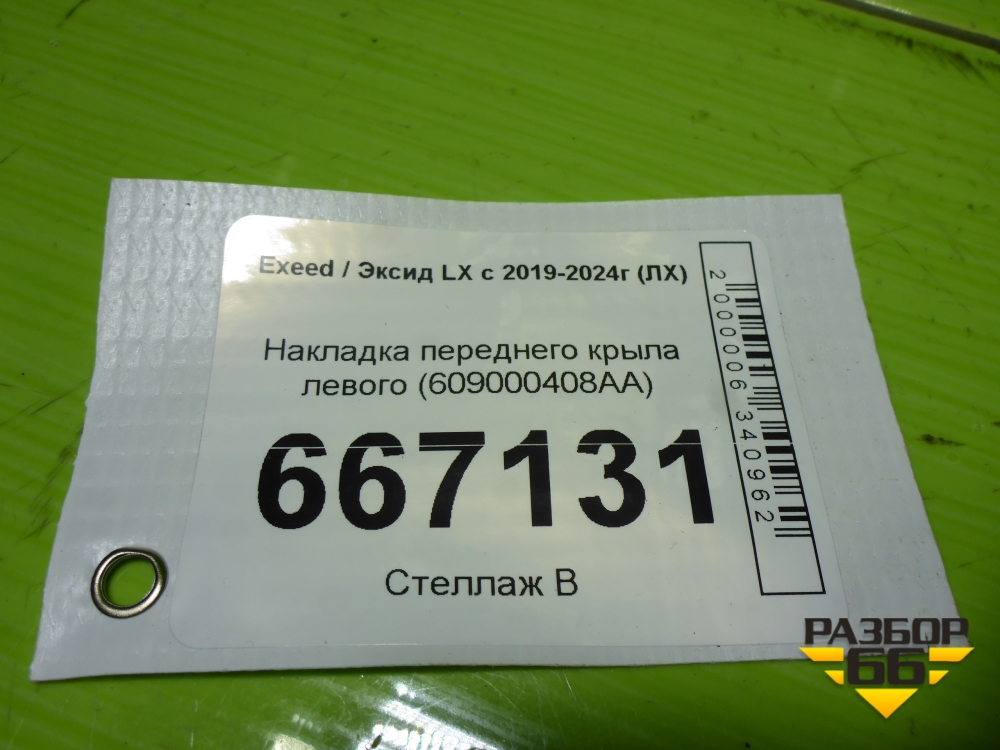 Exeed / Эксид LX с 2019-2024г (ЛХ)
Накладка переднего крыла
левого (609000408AA)
667131
Стеллаж В
2000006340962
РАЗБОР
66